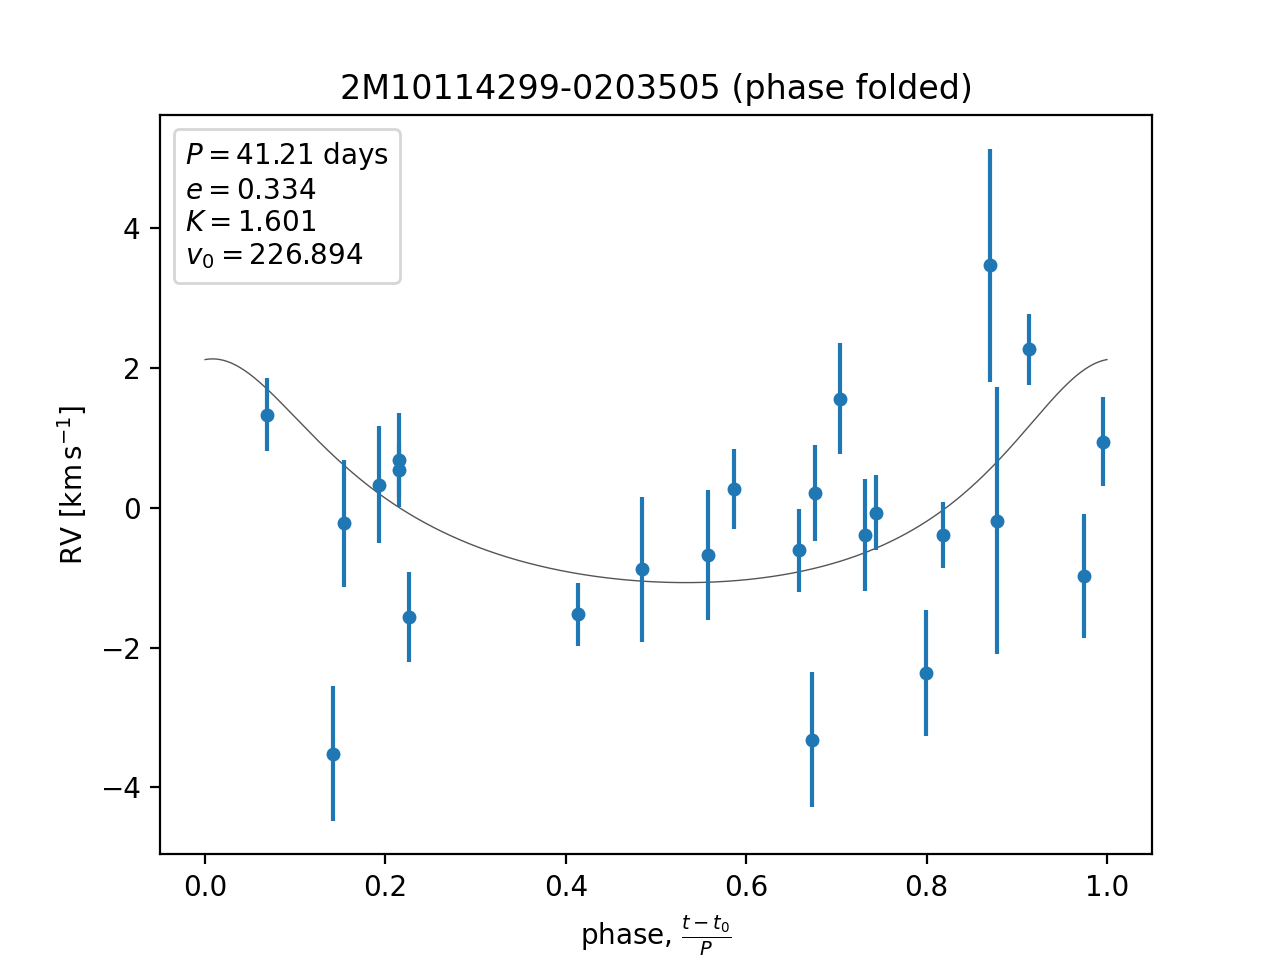 2M10114299-0203505 (phase folded)
P = 41.21 days
e = 0.334
K = 1.601
v₀ = 226.894
4
2
0
−2
−4
RV [km s⁻¹]
0.0 0.2 0.4 0.6 0.8 1.0
phase, (t − t₀)/P